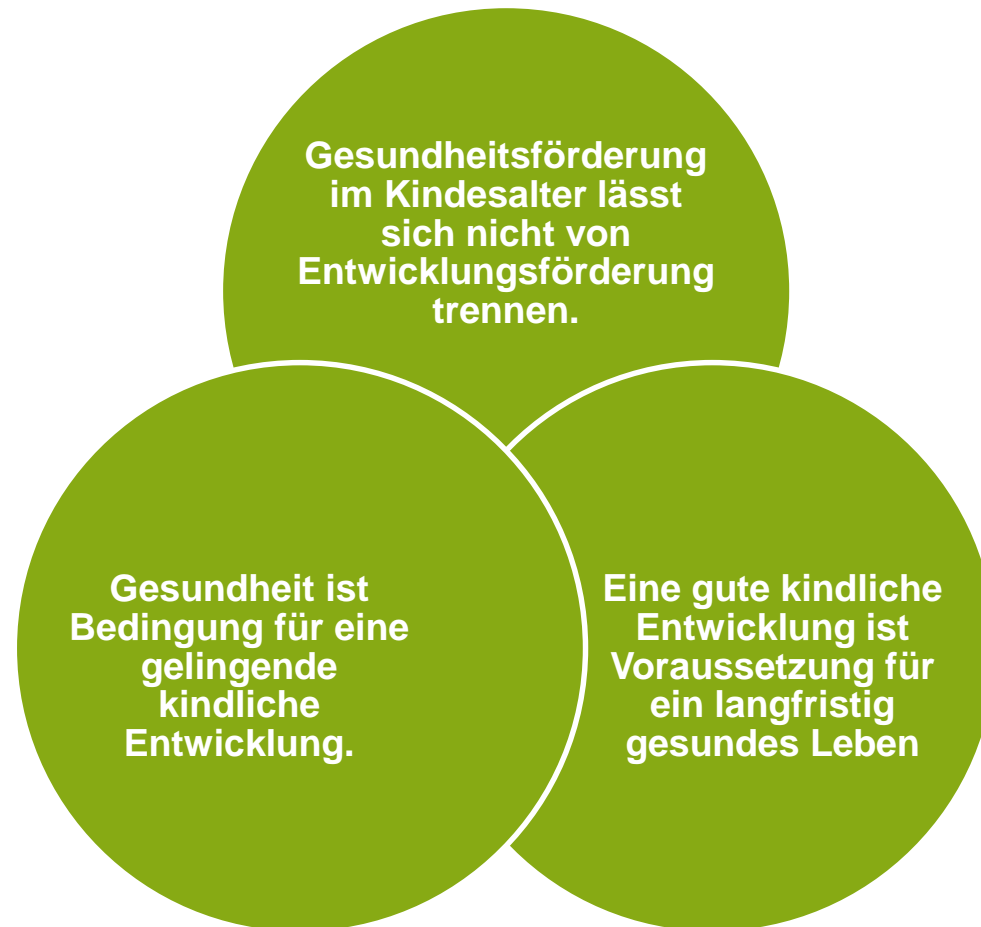 Gesundheitsförderung
im Kindesalter lässt
sich nicht von
Entwicklungsförderung
trennen.
Gesundheit ist
Bedingung für eine
gelingende
kindliche
Entwicklung.
Eine gute kindliche
Entwicklung ist
Voraussetzung für
ein langfristig
gesundes Leben